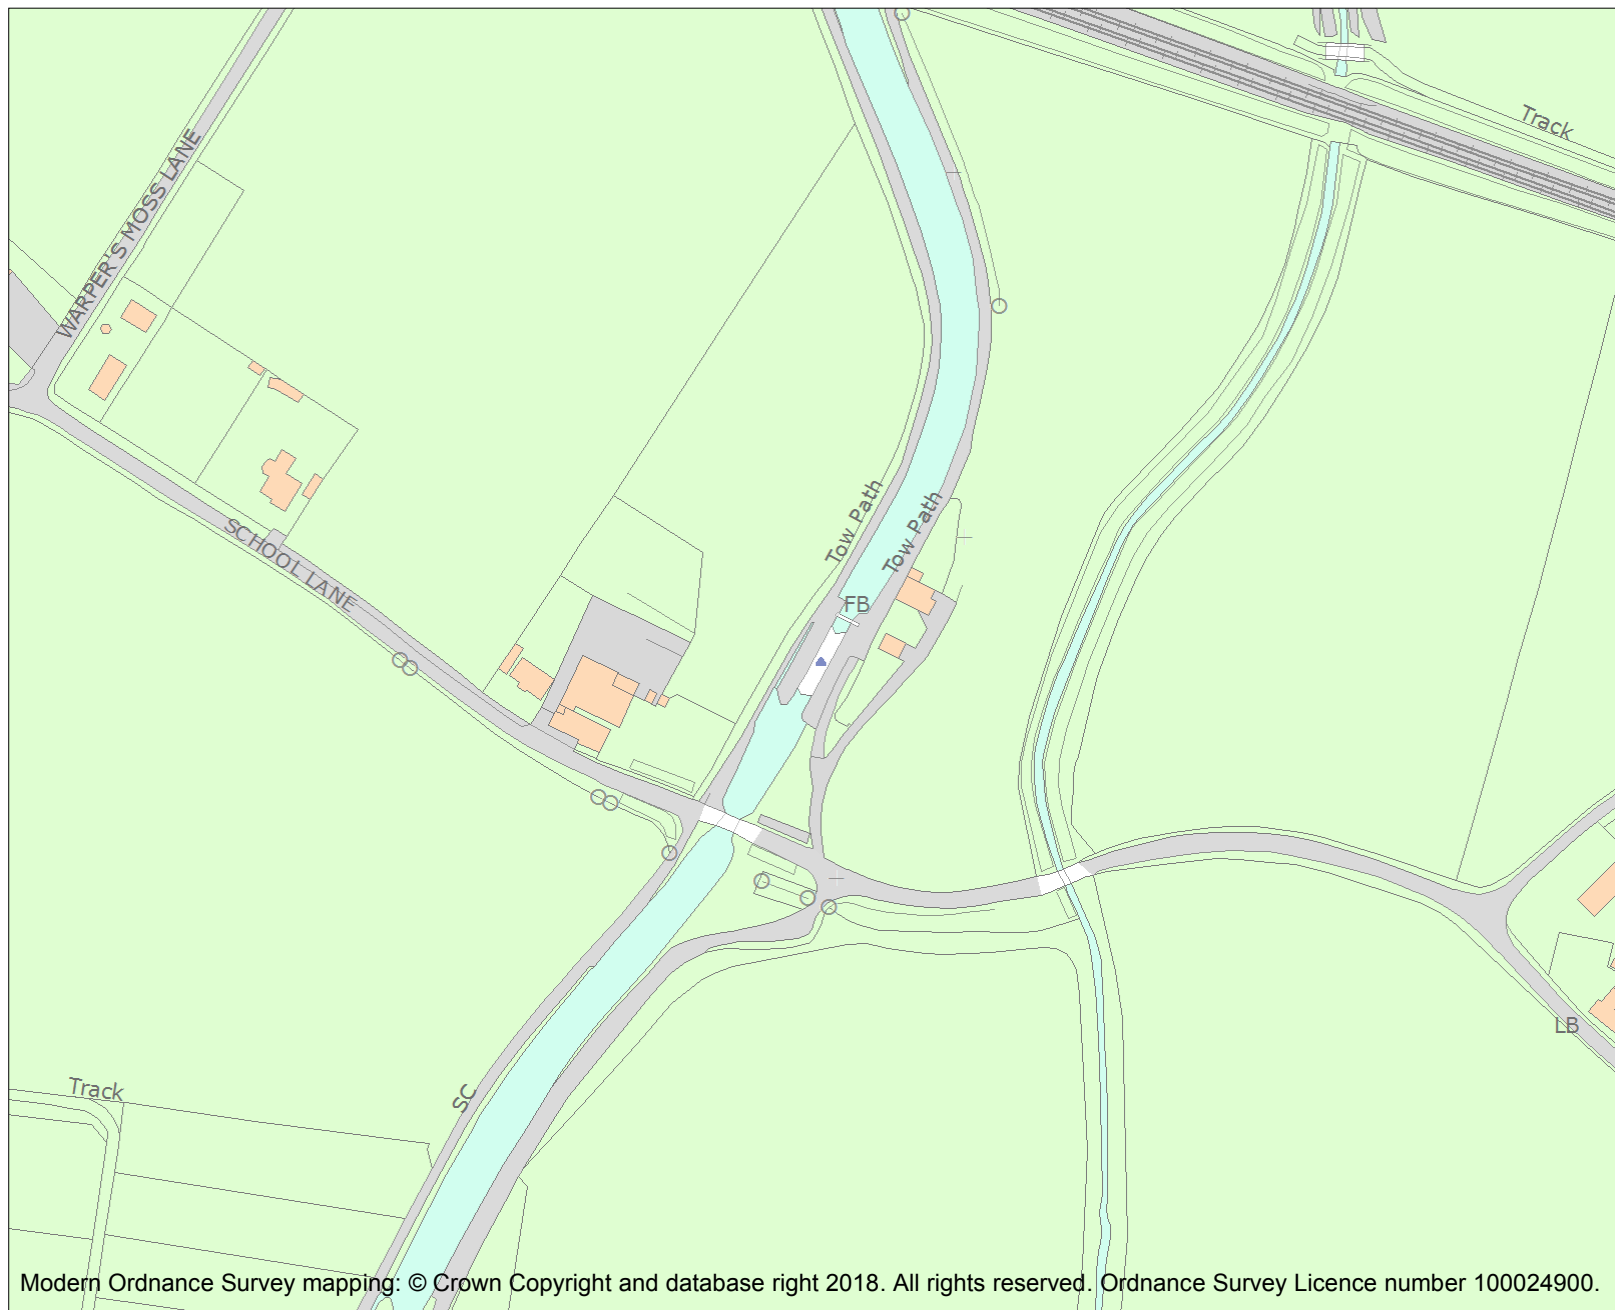 Track
WARPER'S MOSS LANE
Tow Path
Tow Path
SCHOOL LANE
FB
LB
Track
SC
Modern Ordnance Survey mapping: © Crown Copyright and database right 2018. All rights reserved. Ordnance Survey Licence number 100024900.